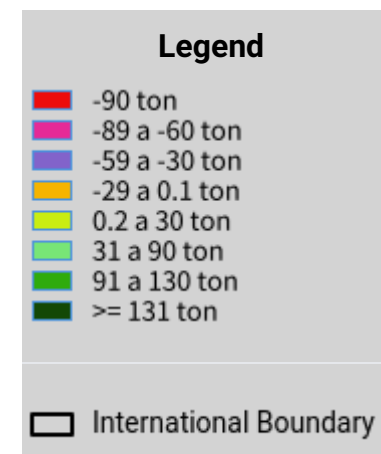 Legend
-90 ton
-89 a -60 ton
-59 a -30 ton
-29 a 0.1 ton
0.2 a 30 ton
31 a 90 ton
91 a 130 ton
>= 131 ton
International Boundary